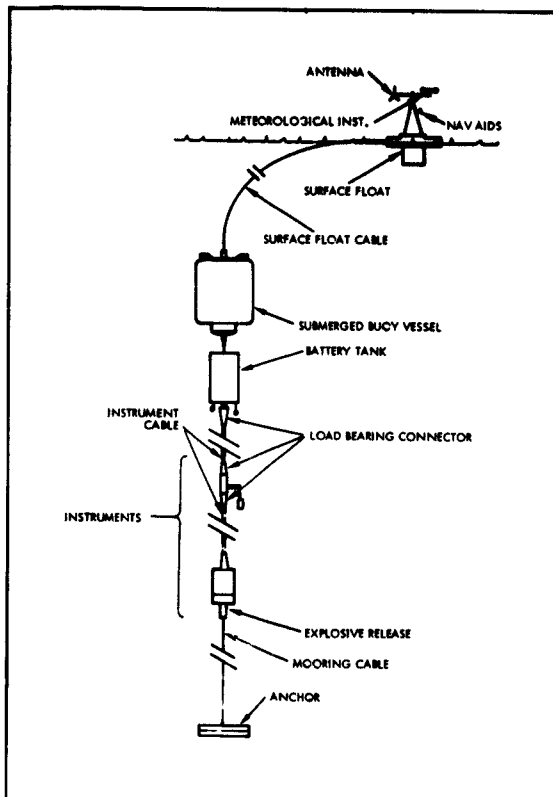 ANTENNA
METEOROLOGICAL INST.
NAV AIDS
SURFACE FLOAT
SURFACE FLOAT CABLE
SUBMERGED BUOY VESSEL
BATTERY TANK
INSTRUMENT
CABLE
LOAD BEARING CONNECTOR
INSTRUMENTS
EXPLOSIVE RELEASE
MOORING CABLE
ANCHOR